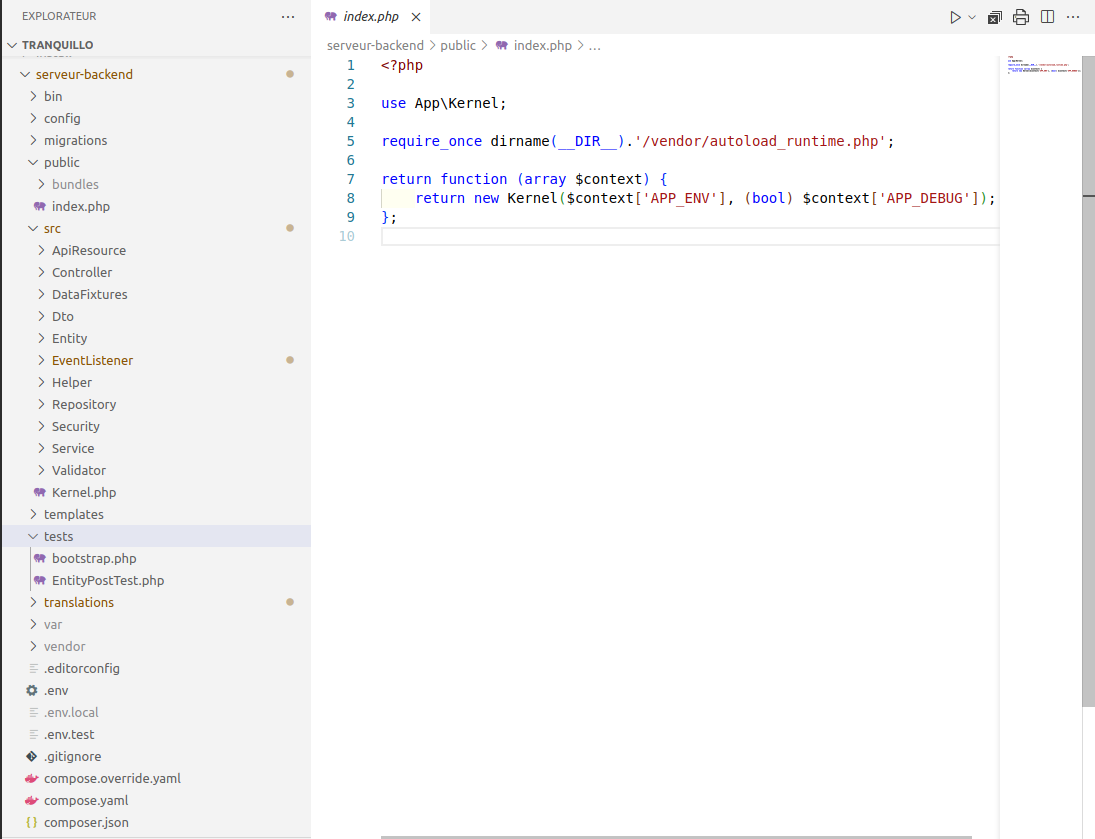 EXPLORATEUR
TRANQUILLO
serveur-backend
bin
config
migrations
public
bundles
index.php
src
ApiResource
Controller
DataFixtures
Dto
Entity
EventListener
Helper
Repository
Security
Service
Validator
Kernel.php
templates
tests
bootstrap.php
EntityPostTest.php
translations
var
vendor
.editorconfig
.env
.env.local
.env.test
.gitignore
compose.override.yaml
compose.yaml
composer.json
index.php
serveur-backend > public > index.php > ...
1 <?php
2
3 use App\Kernel;
4
5 require_once dirname(__DIR__).'/vendor/autoload_runtime.php';
6
7 return function (array $context) {
8     return new Kernel($context['APP_ENV'], (bool) $context['APP_DEBUG']);
9 };
10